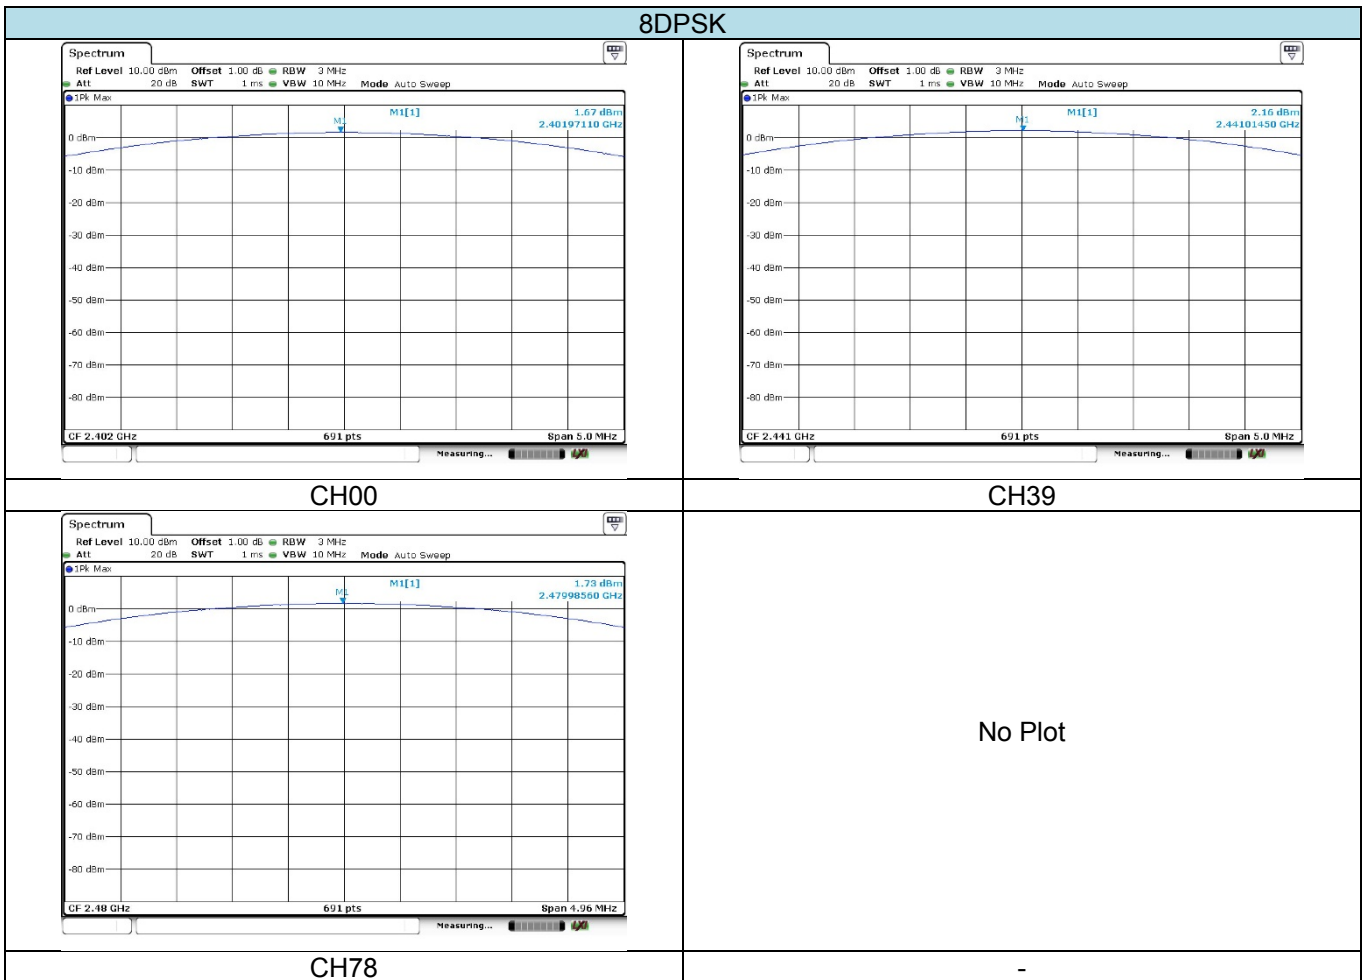 8DPSK
Spectrum
Ref Level 10.00 dBm Offset 1.00 dB RBW 3 MHz
Att 20 dB SWT 1 ms VBW 10 MHz Mode Auto Sweep
1Pk Max
M1[1] 1.67 dBm
2.40197110 GHz
M1
0 dBm
-10 dBm
-20 dBm
-30 dBm
-40 dBm
-50 dBm
-60 dBm
-70 dBm
-80 dBm
CF 2.402 GHz 691 pts Span 5.0 MHz
Measuring... LXI
CH00
Spectrum
Ref Level 10.00 dBm Offset 1.00 dB RBW 3 MHz
Att 20 dB SWT 1 ms VBW 10 MHz Mode Auto Sweep
1Pk Max
M1[1] 2.16 dBm
2.44101450 GHz
M1
0 dBm
-10 dBm
-20 dBm
-30 dBm
-40 dBm
-50 dBm
-60 dBm
-70 dBm
-80 dBm
CF 2.441 GHz 691 pts Span 5.0 MHz
Measuring... LXI
CH39
Spectrum
Ref Level 10.00 dBm Offset 1.00 dB RBW 3 MHz
Att 20 dB SWT 1 ms VBW 10 MHz Mode Auto Sweep
1Pk Max
M1[1] 1.73 dBm
2.47998560 GHz
M1
0 dBm
-10 dBm
-20 dBm
-30 dBm
-40 dBm
-50 dBm
-60 dBm
-70 dBm
-80 dBm
CF 2.48 GHz 691 pts Span 4.96 MHz
Measuring... LXI
CH78
No Plot
-